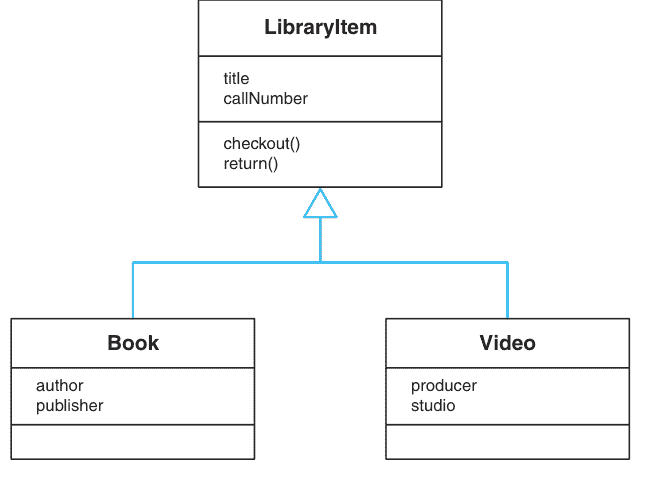 LibraryItem
title
callNumber
checkout()
return()
Book
author
publisher
Video
producer
studio